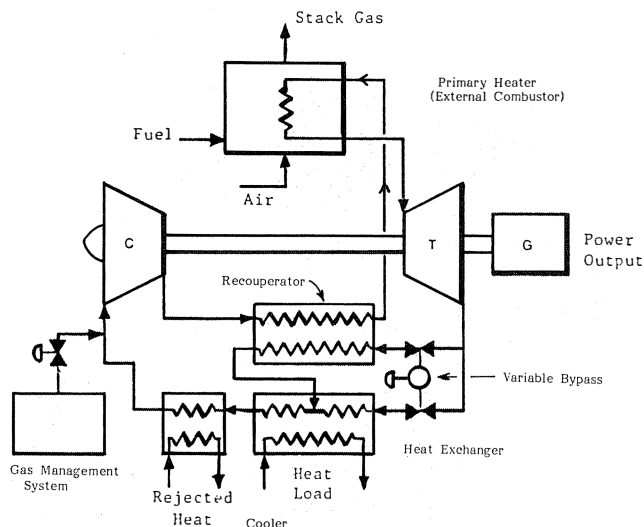 Stack Gas
Primary Heater
(External Combustor)
Fuel
Air
C
T
G
Power
Output
Recouperator
Variable Bypass
Heat Exchanger
Gas Management
System
Rejected
Heat
Heat
Load
Cooler